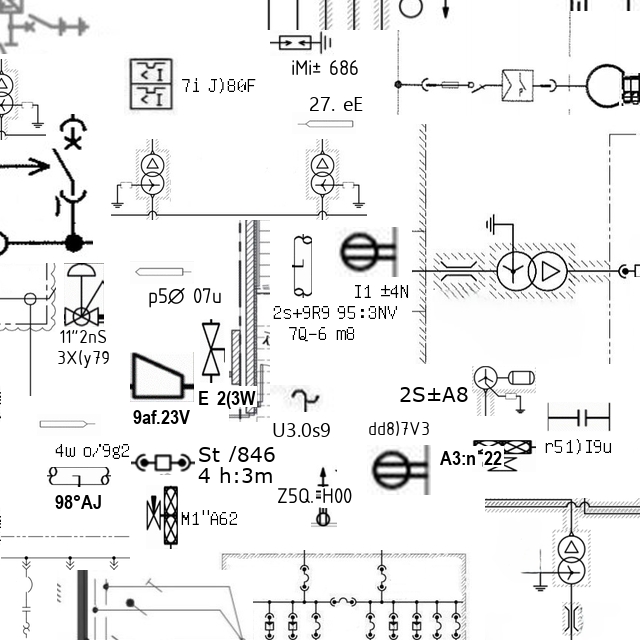 iMi± 686
7i J)80F
27. eE
I1 ±4N
p5Ø 07u
2s+9R9 95:3NV
7Q-6 m8
11"2nS
3X(y79
E 2(3W
2S±A8
9af.23V
U3.0s9
dd8)7V3
r51)I9u
4w o/9g2
St /846
4 h:3m
A3:n°22
98°AJ
Z5Q.=H00
M1"A62